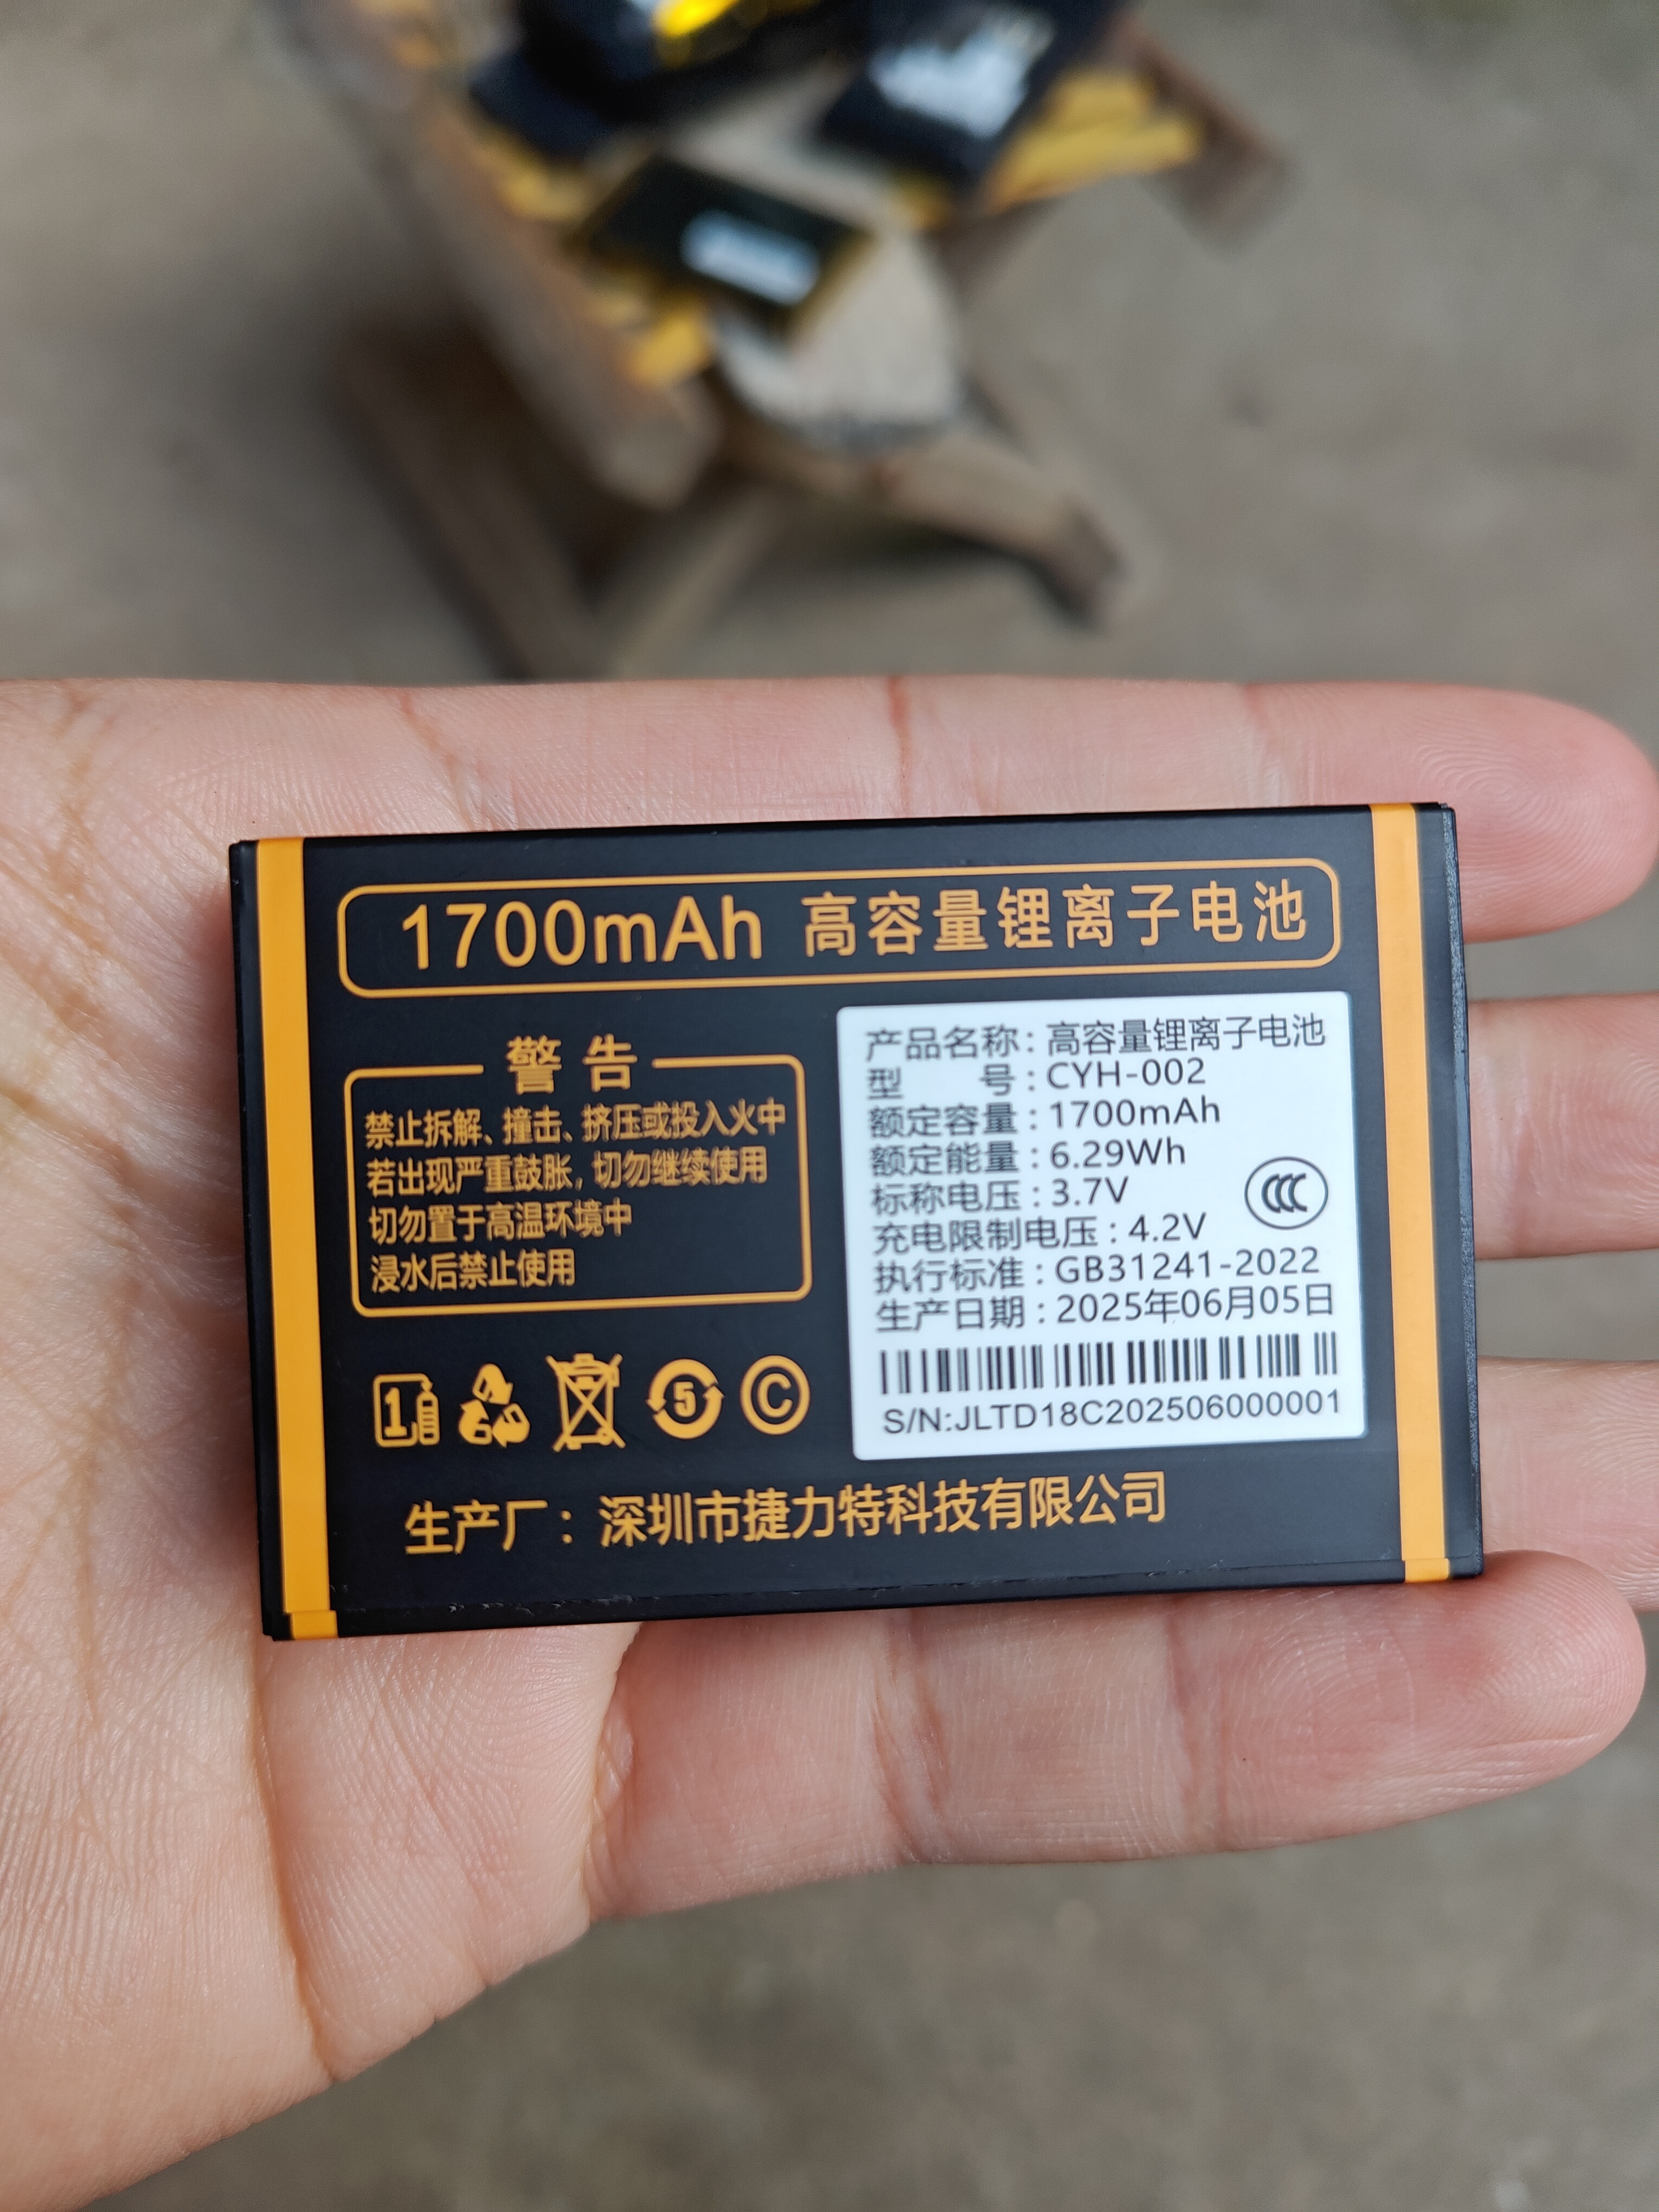 1700mAh 高容量锂离子电池
警告
禁止拆解、撞击、挤压或投入火中
若出现严重鼓胀，切勿继续使用
切勿置于高温环境中
浸水后禁止使用
1
5
C
产品名称：高容量锂离子电池
型 号：CYH-002
额定容量：1700mAh
额定能量：6.29Wh
标称电压：3.7V
充电限制电压：4.2V
执行标准：GB31241-2022
生产日期：2025年06月05日
CCC
S/N:JLTD18C202506000001
生产厂：深圳市捷力特科技有限公司